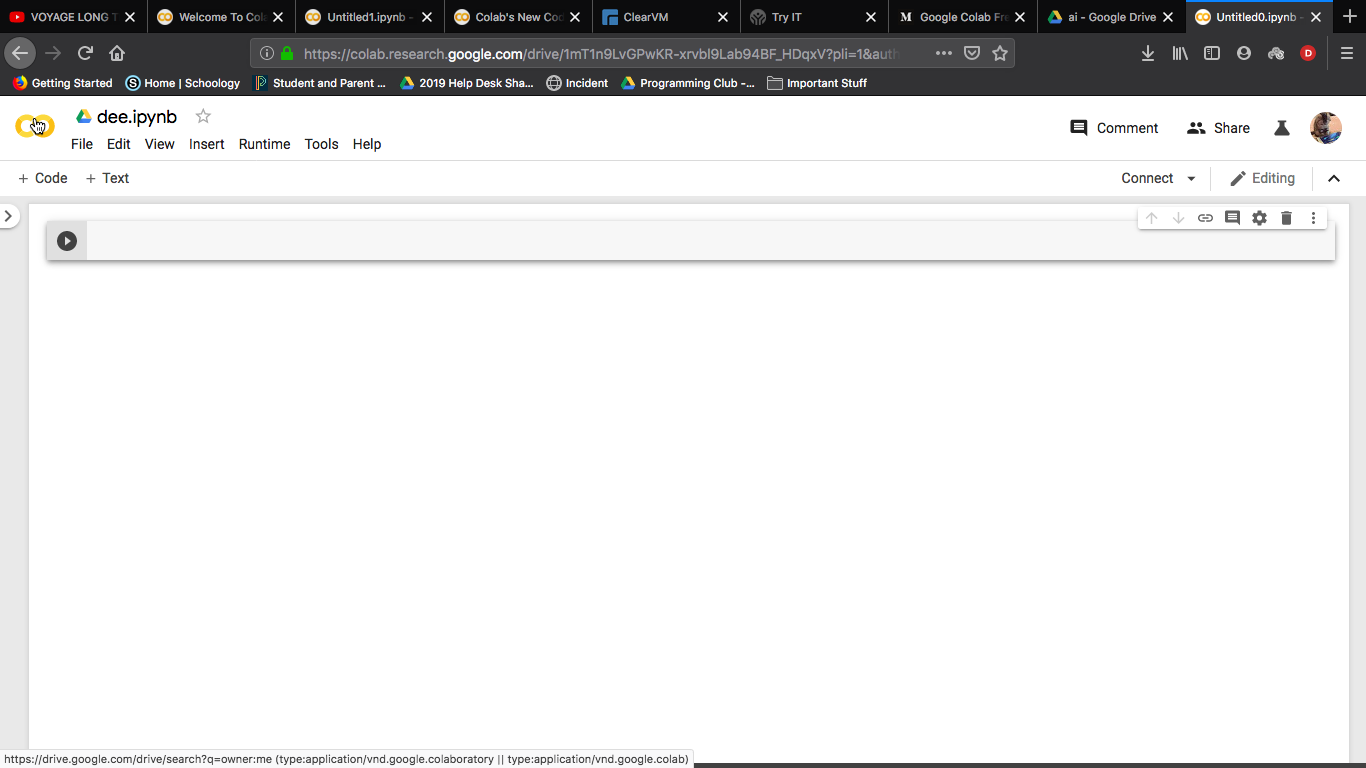 VOYAGE LONG T
Welcome To Col
Untitled1.ipynb -
Colab's New Co
ClearVM
Try IT
M Google Colab Fre
ai - Google Drive
Untitled0.ipynb -
https://colab.research.google.com/drive/1mT1n9LvGPwKR-xrvbI9Lab94BF_HDqxV?pli=1&auth
D
Getting Started
S Home | Schoology
P Student and Parent ...
2019 Help Desk Sha...
Incident
Programming Club -...
Important Stuff
dee.ipynb
Comment
Share
File Edit View Insert Runtime Tools Help
+ Code + Text
Connect
Editing
https://drive.google.com/drive/search?q=owner:me (type:application/vnd.google.colaboratory || type:application/vnd.google.colab)